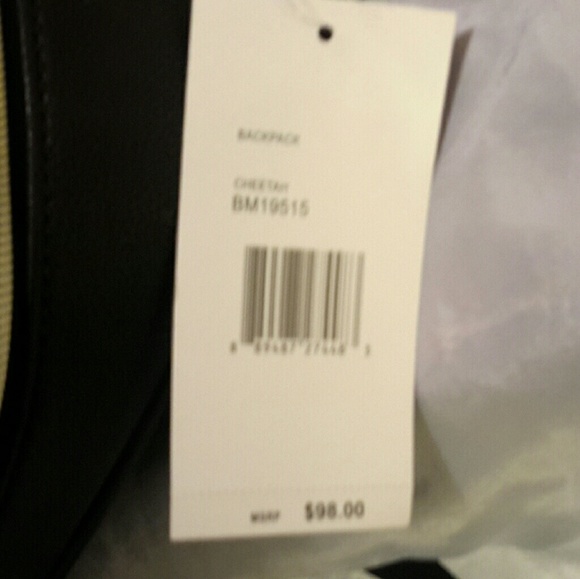 BACKPACK
CHEETAH
BM19515
MSRP $98.00